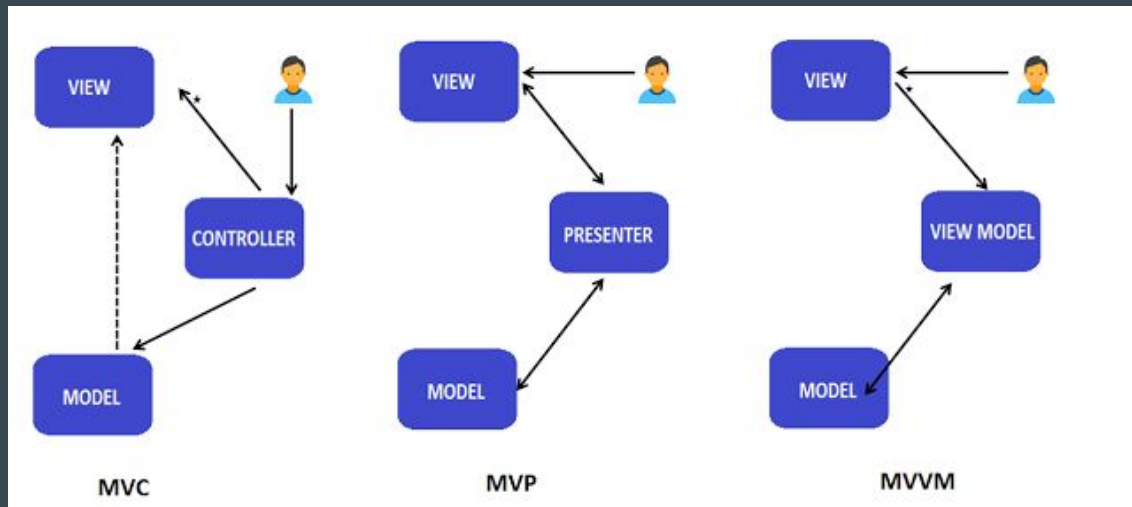 VIEW
*
CONTROLLER
MODEL
MVC
VIEW
PRESENTER
MODEL
MVP
VIEW
*
VIEW MODEL
MODEL
MVVM